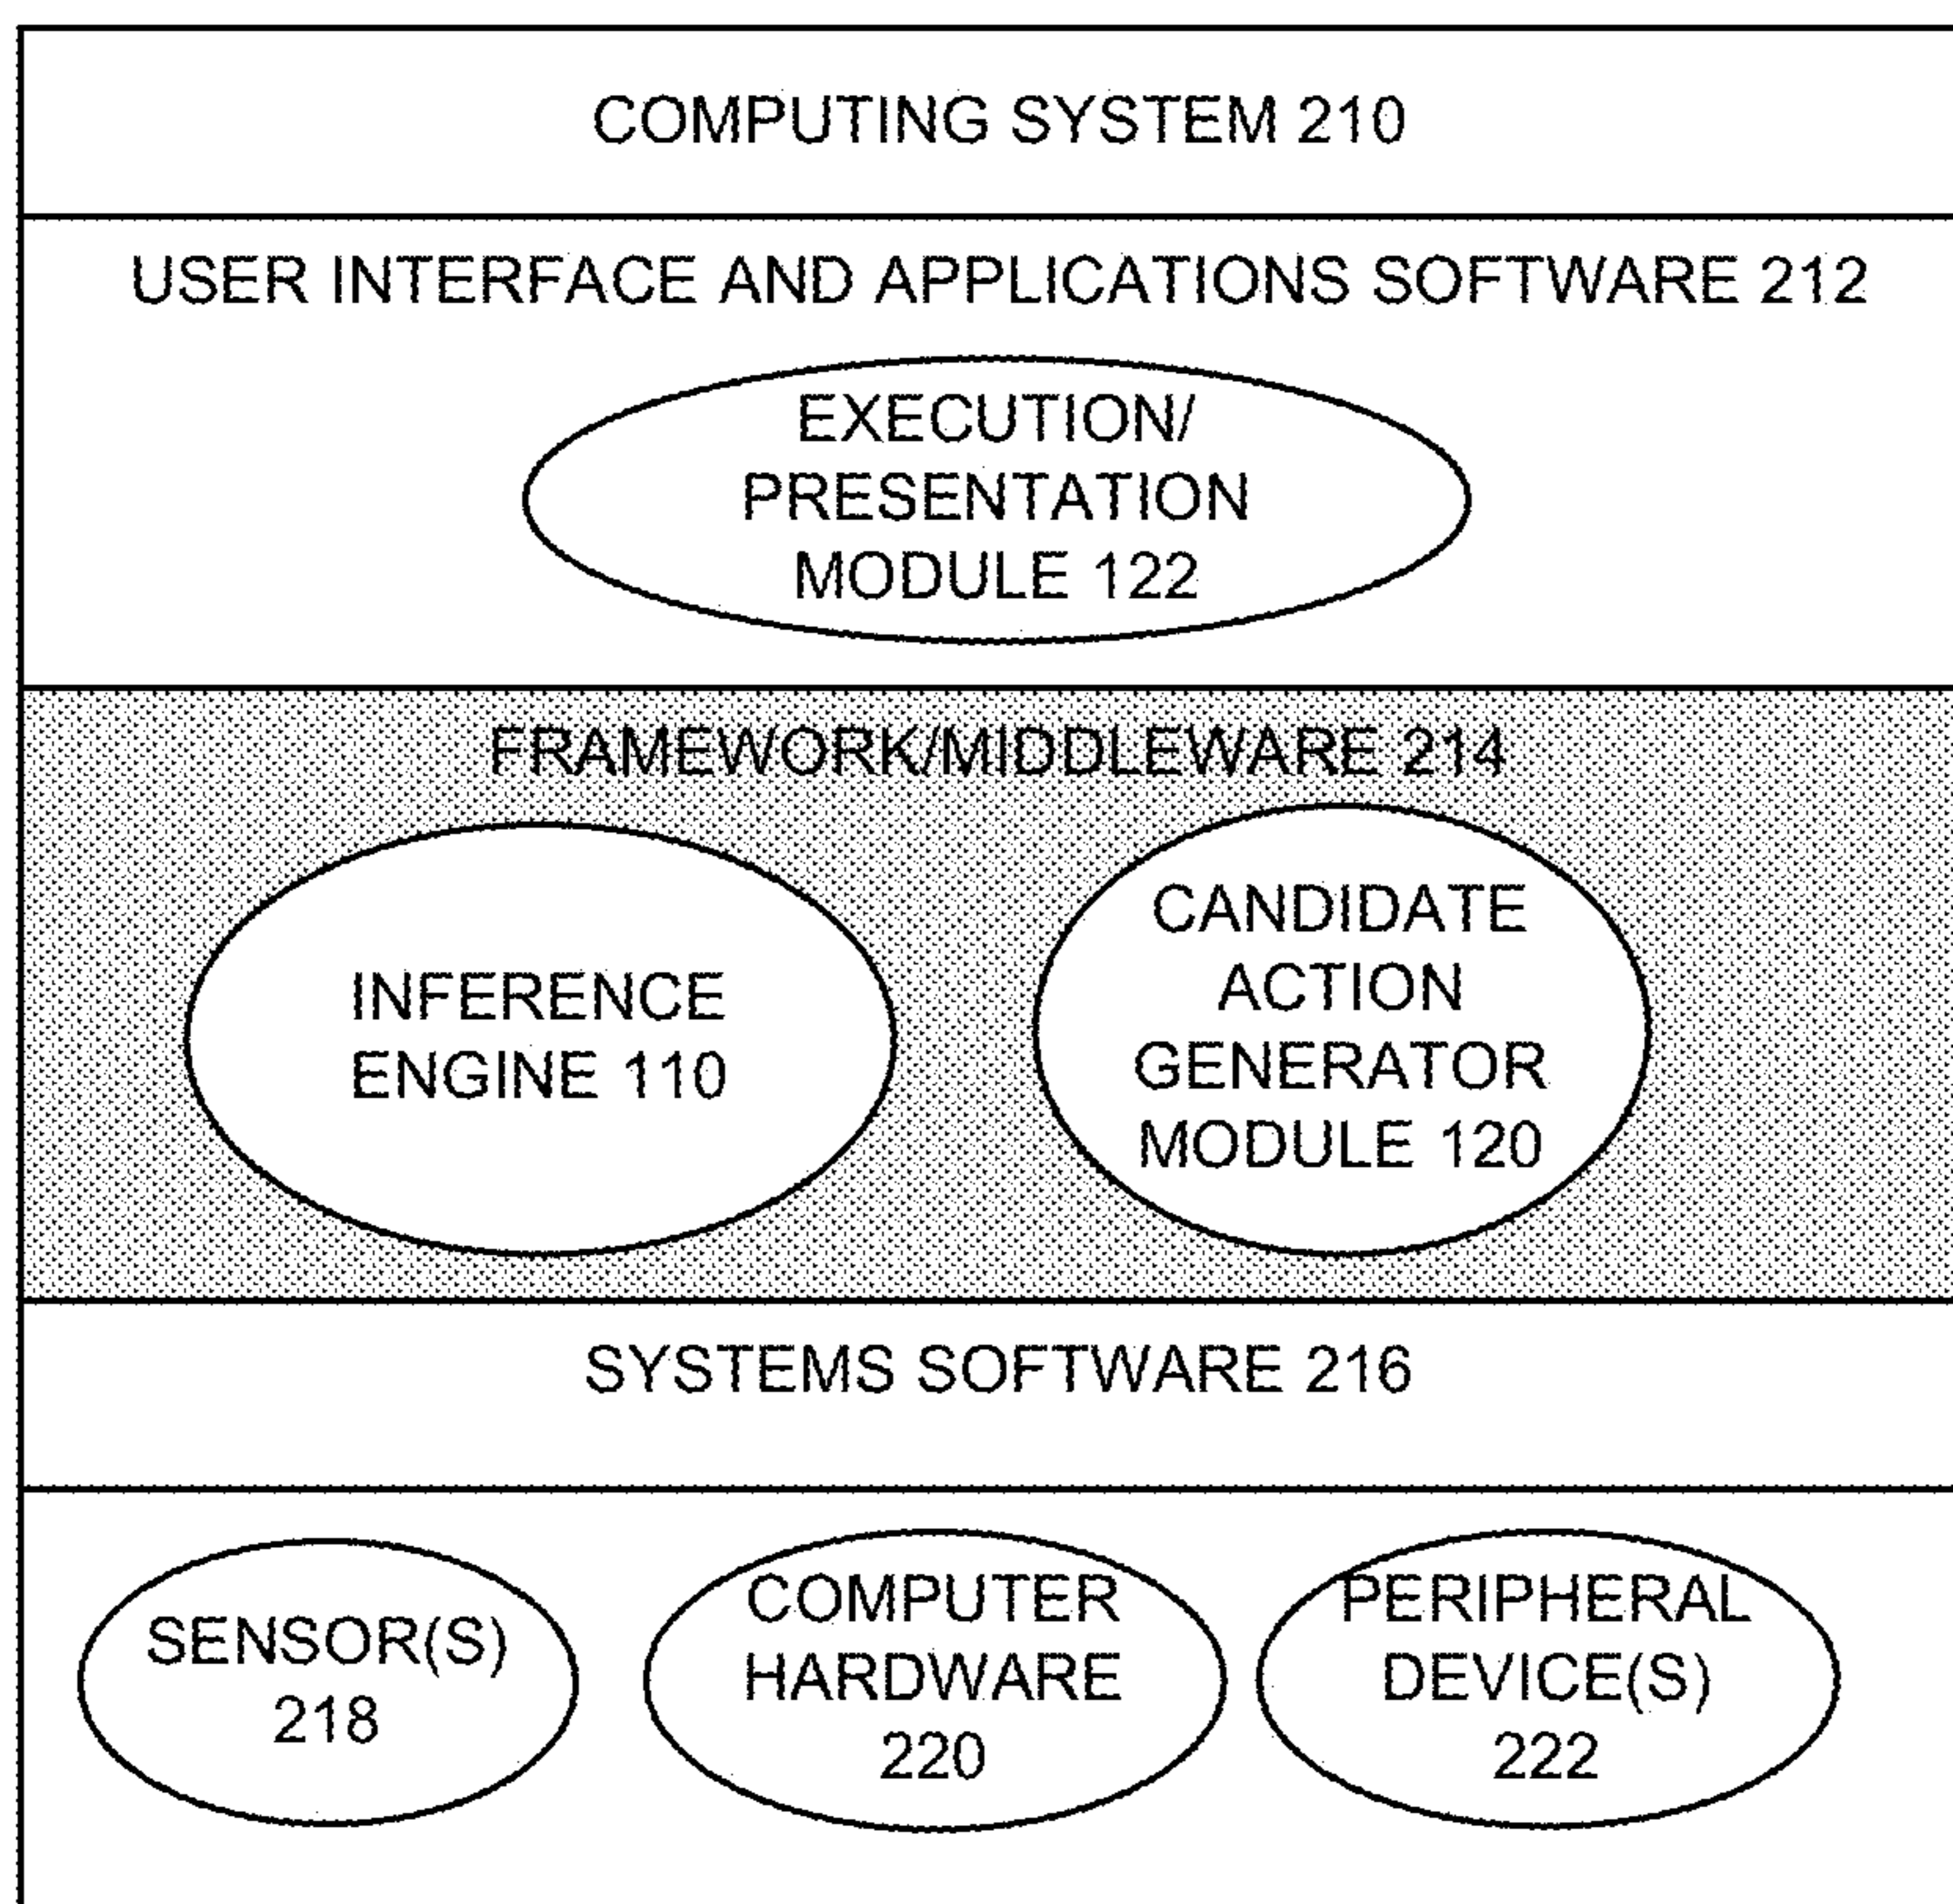 COMPUTING SYSTEM 210
USER INTERFACE AND APPLICATIONS SOFTWARE 212
EXECUTION/
PRESENTATION
MODULE 122
FRAMEWORK/MIDDLEWARE 214
INFERENCE
ENGINE 110
CANDIDATE
ACTION
GENERATOR
MODULE 120
SYSTEMS SOFTWARE 216
SENSOR(S)
218
COMPUTER
HARDWARE
220
PERIPHERAL
DEVICE(S)
222